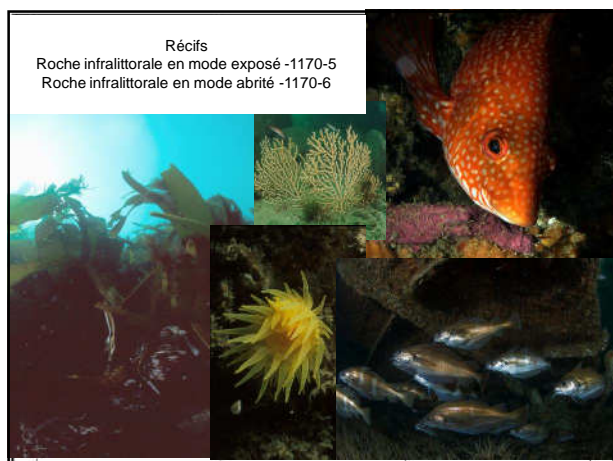 Récifs
Roche infralittorale en mode exposé -1170-5
Roche infralittorale en mode abrité -1170-6